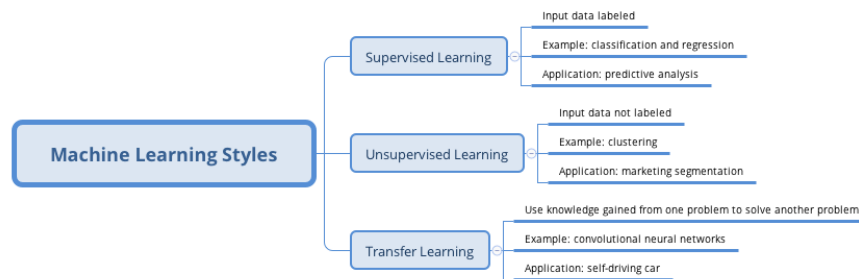 Machine Learning Styles
Supervised Learning
Input data labeled
Example: classification and regression
Application: predictive analysis
Unsupervised Learning
Input data not labeled
Example: clustering
Application: marketing segmentation
Transfer Learning
Use knowledge gained from one problem to solve another problem
Example: convolutional neural networks
Application: self-driving car